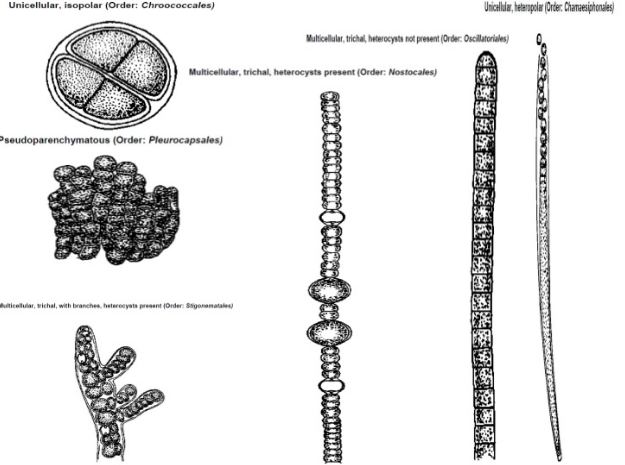 Unicellular, isopolar (Order: Chroococcales)
Unicellular, heteropolar (Order: Chamaesiphonales)
Multicellular, trichal, heterocysts not present (Order: Oscillatoriales)
Multicellular, trichal, heterocysts present (Order: Nostocales)
Pseudoparenchymatous (Order: Pleurocapsales)
Multicellular, trichal, with branches, heterocysts present (Order: Stigonematales)